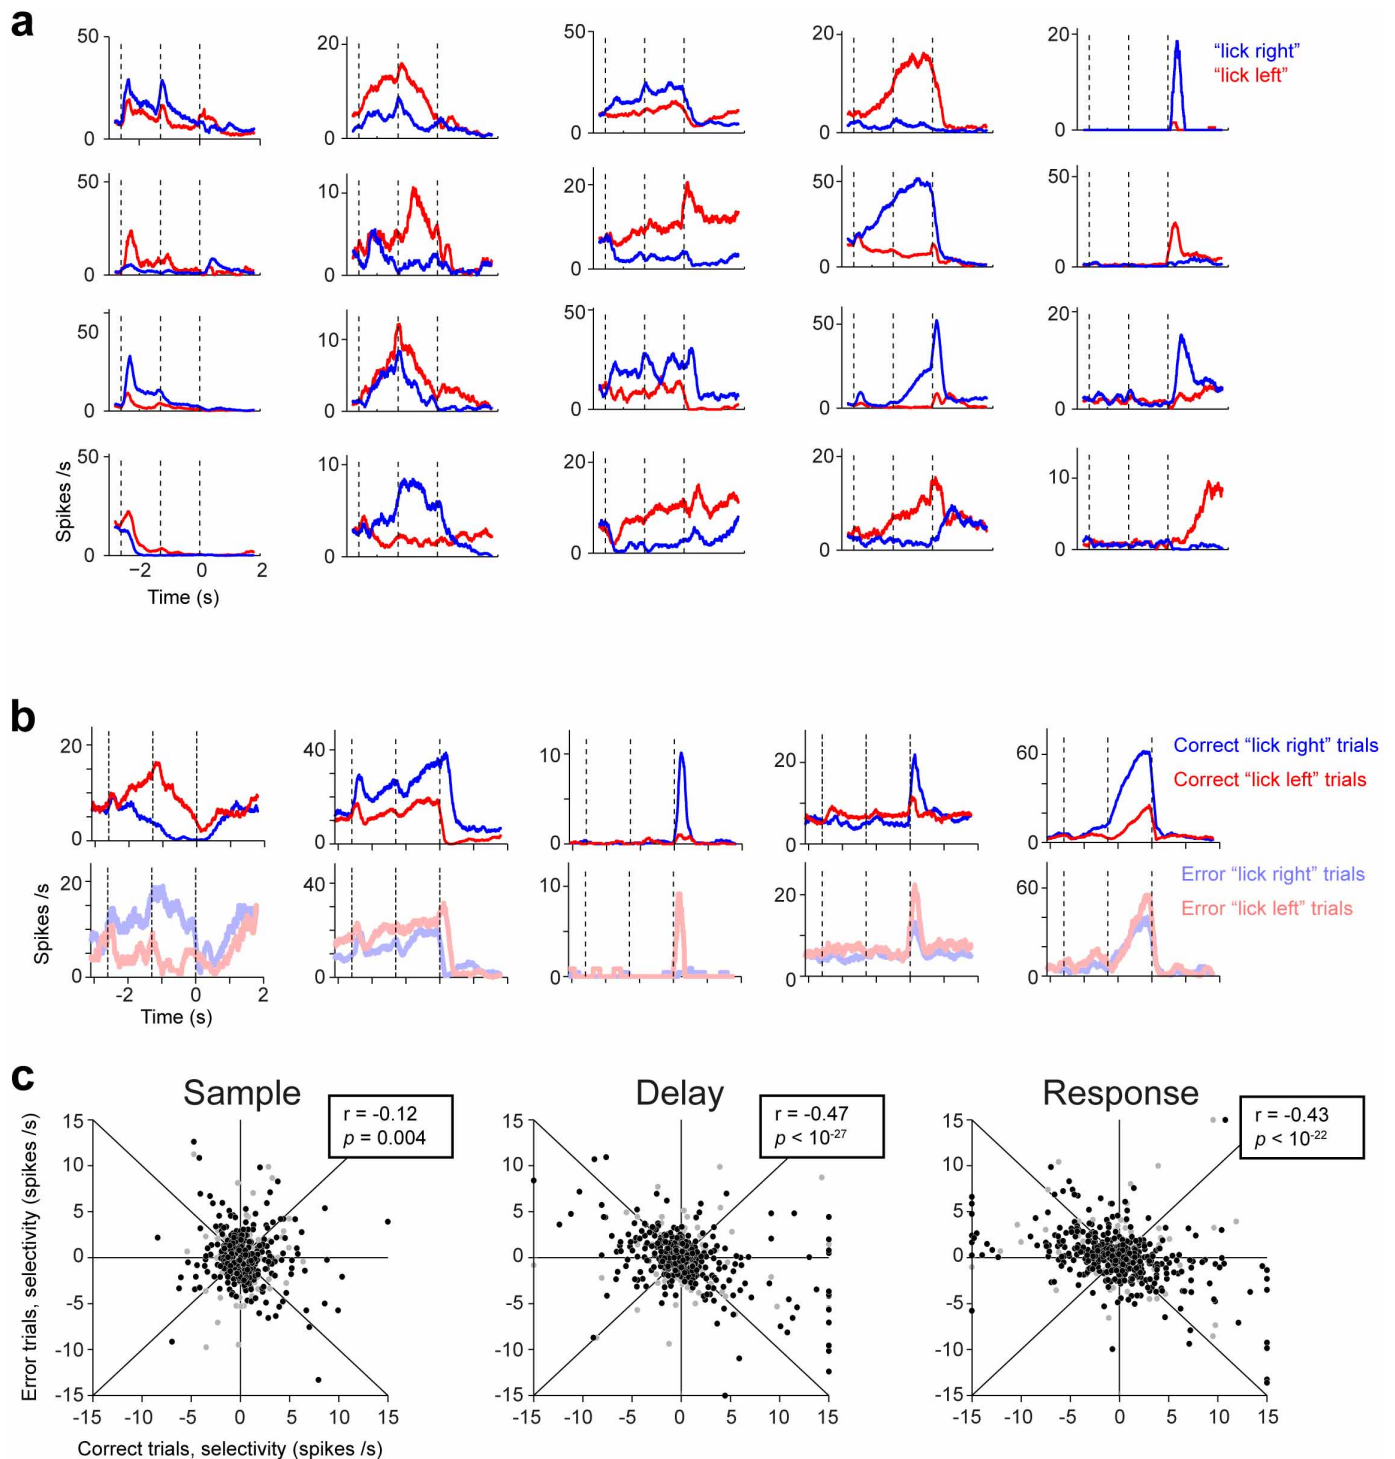 a
50
0
20
0
50
0
20
0
20
0
"lick right"
"lick left"
50
0
10
0
20
0
50
0
50
0
50
0
10
0
50
0
50
0
20
0
50
0
10
0
20
0
20
0
10
0
Spikes /s
−2 0 2
Time (s)
b
20
0
40
0
10
5
0
20
0
60
0
Correct "lick right" trials
Correct "lick left" trials
20
0
40
0
10
0
20
0
60
0
Error "lick right" trials
Error "lick left" trials
Spikes /s
-2 0 2
Time (s)
c
Sample
r = -0.12
p = 0.004
Delay
r = -0.47
p < 10-27
Response
r = -0.43
p < 10-22
Error trials, selectivity (spikes /s)
15
10
5
0
-5
-10
-15
15
10
5
0
-5
-10
-15
15
10
5
0
-5
-10
-15
-15 -10 -5 0 5 10 15
-15 -10 -5 0 5 10 15
-15 -10 -5 0 5 10 15
Correct trials, selectivity (spikes /s)